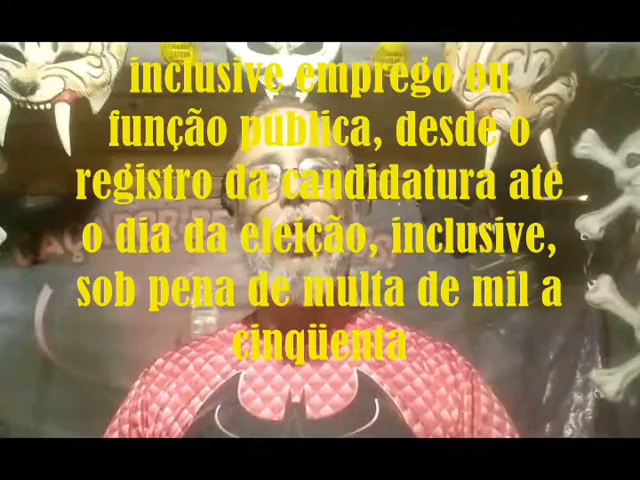 inclusive emprego ou
função pública, desde o
registro da candidatura até
o dia da eleição, inclusive,
sob pena de multa de mil a
cinqüenta